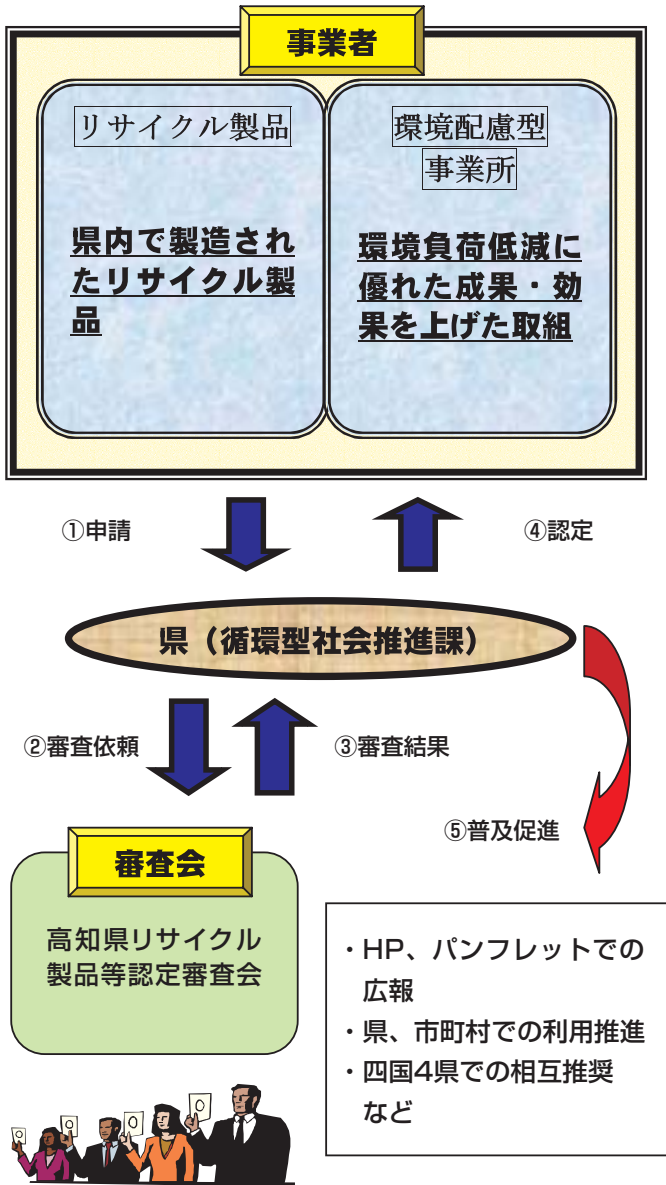 事業者
リサイクル製品
県内で製造され
たリサイクル製
品
環境配慮型
事業所
環境負荷低減に
優れた成果・効
果を上げた取組
①申請
④認定
県（循環型社会推進課）
②審査依頼
③審査結果
⑤普及促進
審査会
高知県リサイクル
製品等認定審査会
・HP、パンフレットでの
広報
・県、市町村での利用推進
・四国4県での相互推奨
など